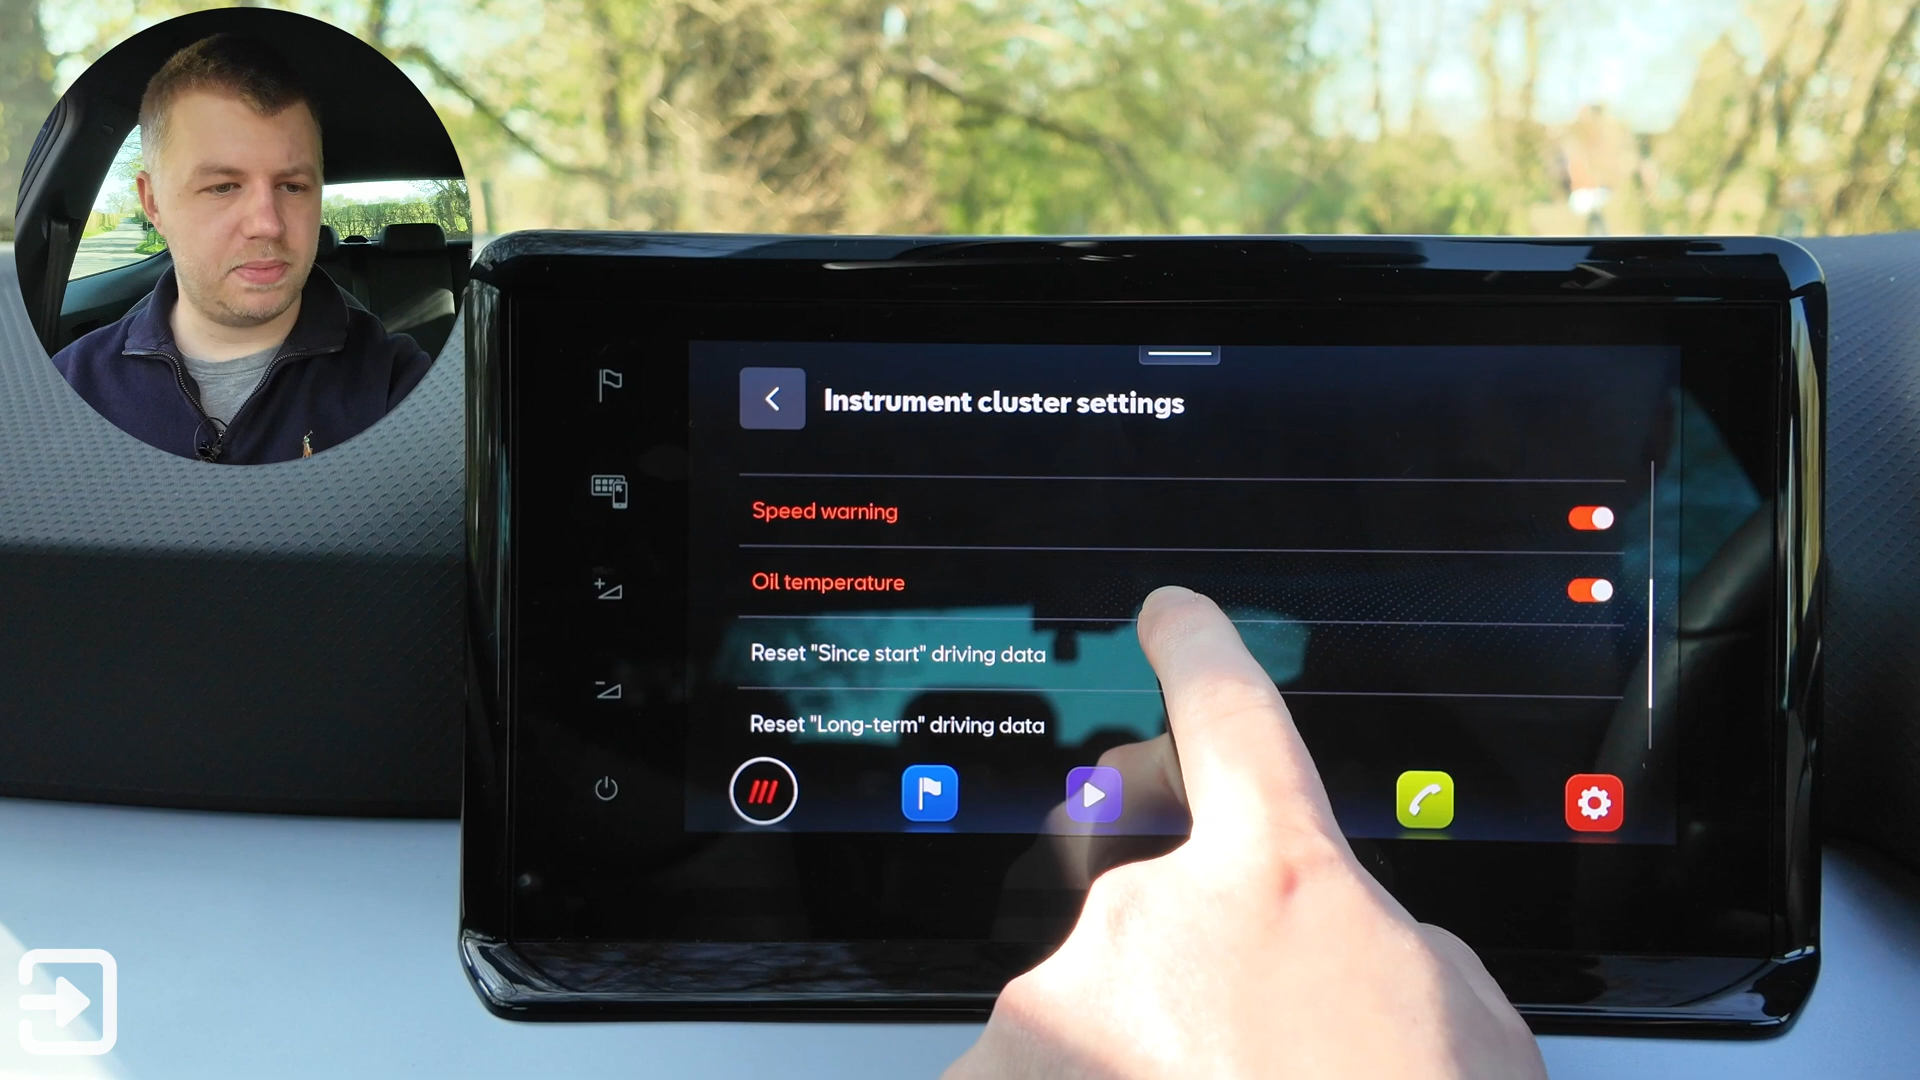 Instrument cluster settings
Speed warning
Oil temperature
Reset "Since start" driving data
Reset "Long-term" driving data